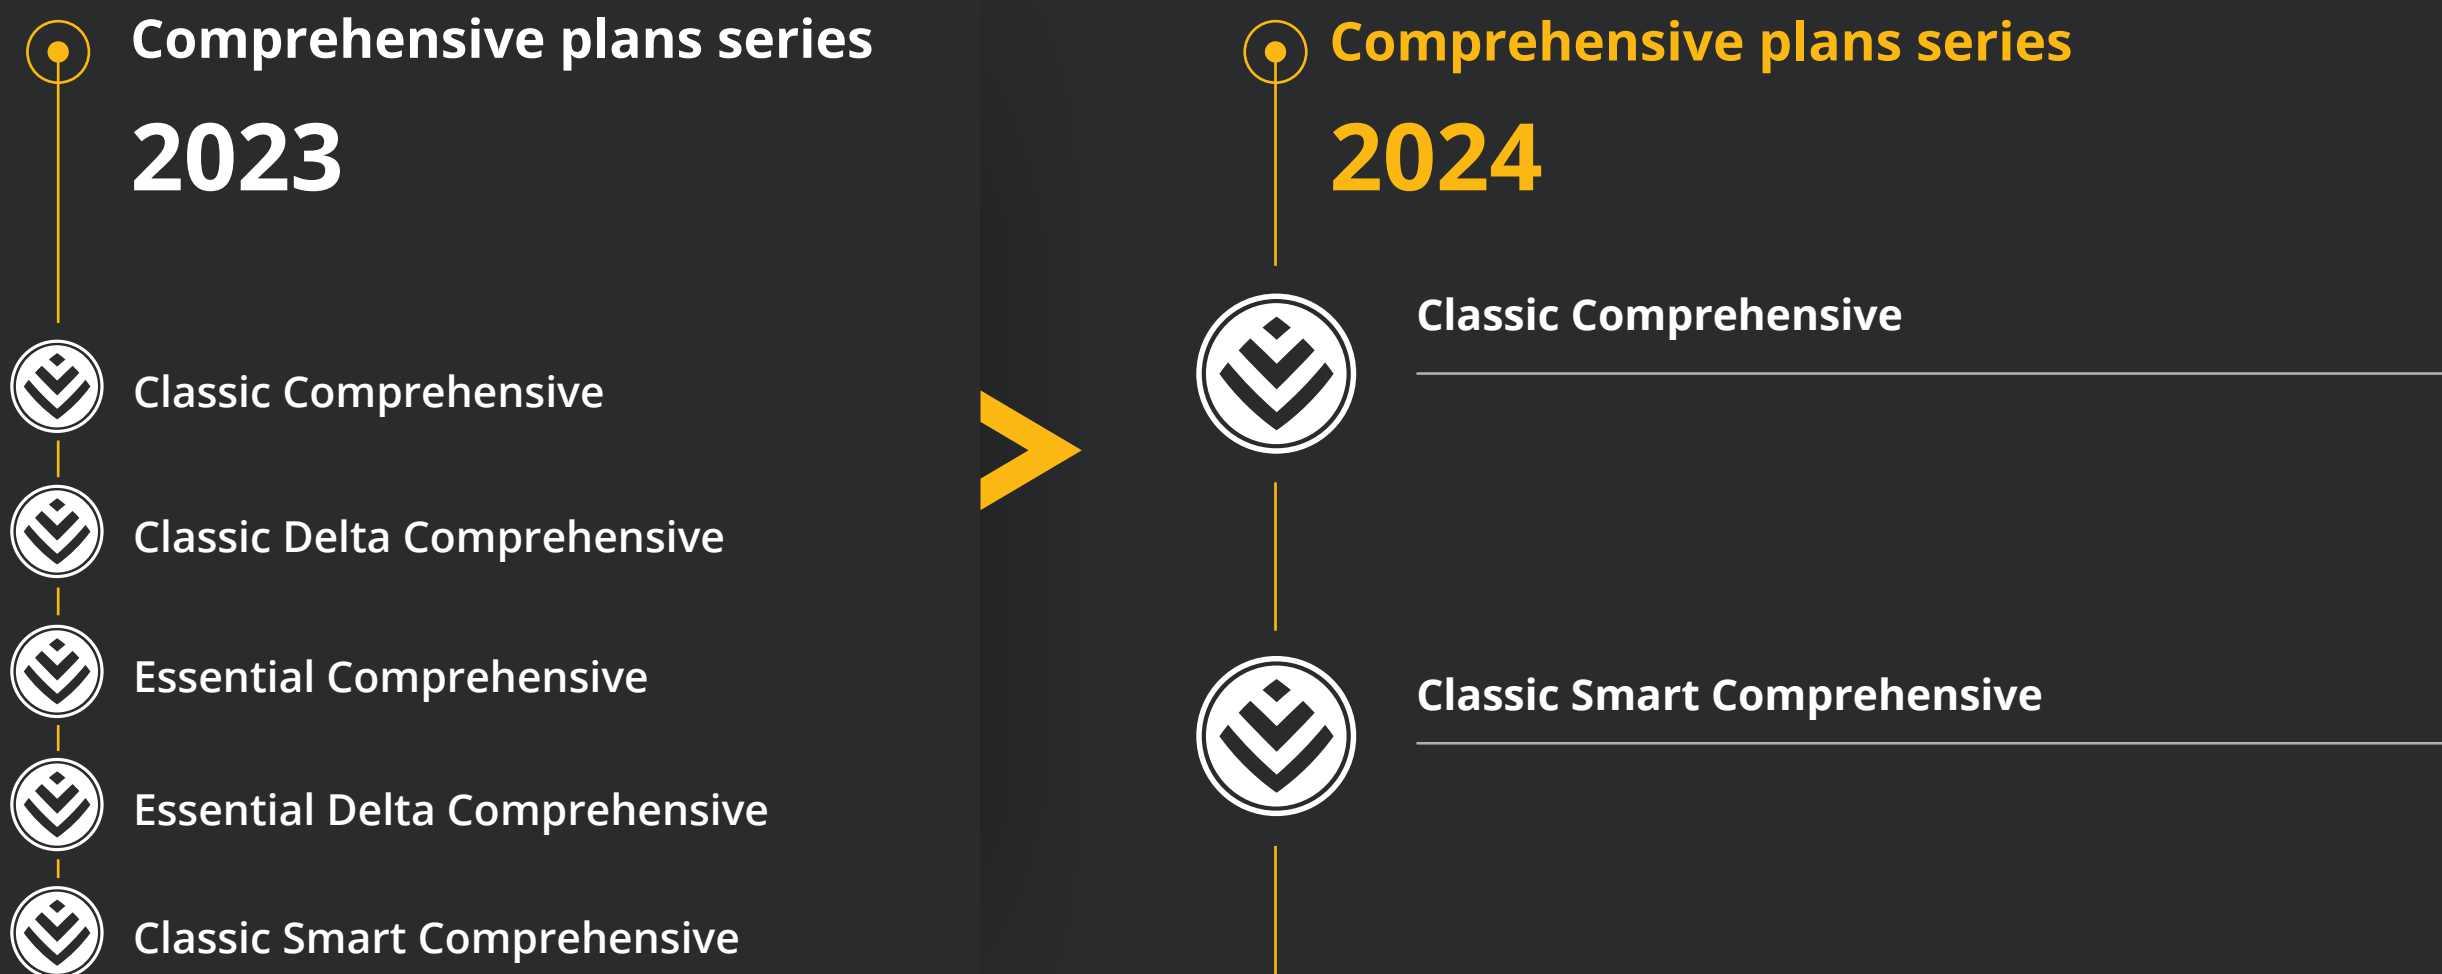 Comprehensive plans series
2023
Classic Comprehensive
Classic Delta Comprehensive
Essential Comprehensive
Essential Delta Comprehensive
Classic Smart Comprehensive
Comprehensive plans series
2024
Classic Comprehensive
Classic Smart Comprehensive